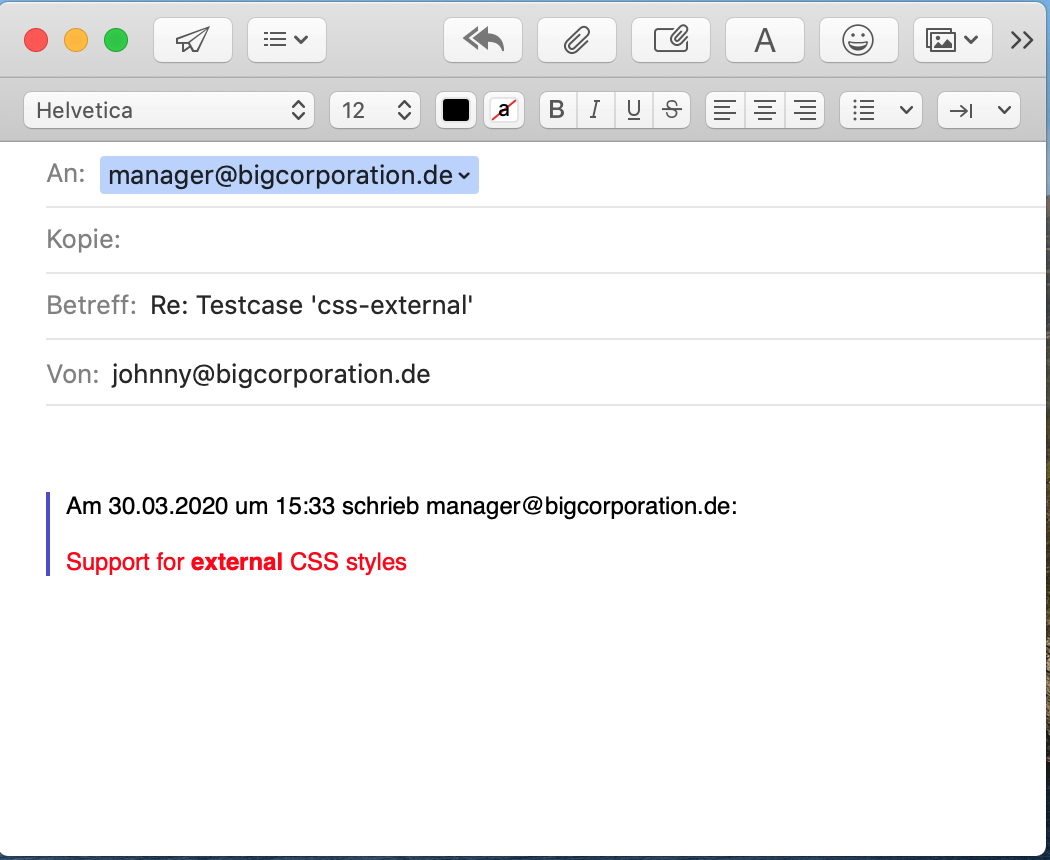 Helvetica 12 a B I U S
An: manager@bigcorporation.de
Kopie:
Betreff: Re: Testcase 'css-external'
Von: johnny@bigcorporation.de
Am 30.03.2020 um 15:33 schrieb manager@bigcorporation.de:
Support for external CSS styles